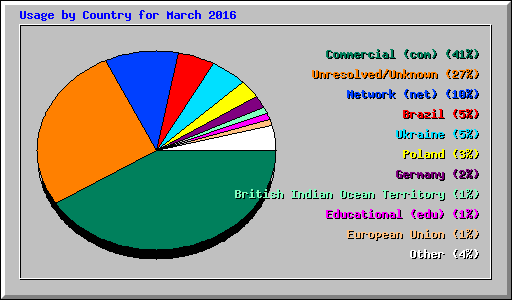 Usage by Country for March 2016
Commercial (com) (41%)
Unresolved/Unknown (27%)
Network (net) (10%)
Brazil (5%)
Ukraine (5%)
Poland (3%)
Germany (2%)
British Indian Ocean Territory (1%)
Educational (edu) (1%)
European Union (1%)
Other (4%)